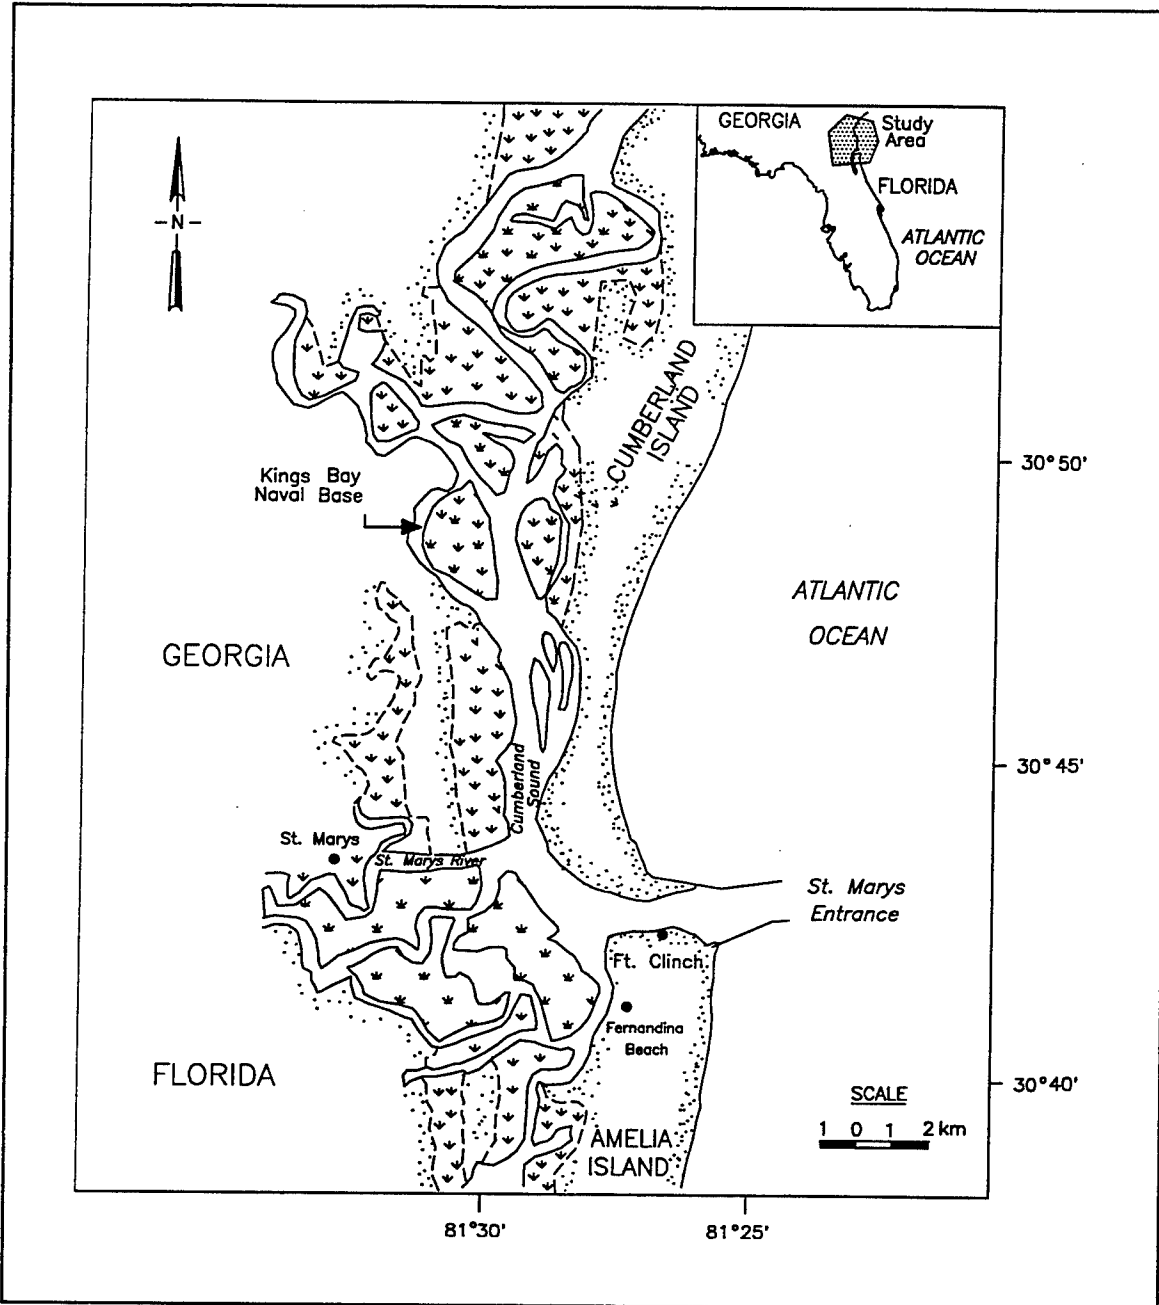 GEORGIA
Study
Area
FLORIDA
ATLANTIC
OCEAN
N
CUMBERLAND
ISLAND
30°50'
Kings Bay
Naval Base
ATLANTIC
OCEAN
GEORGIA
Cumberland
Sound
30°45'
St. Marys
St. Marys River
St. Marys
Entrance
Ft. Clinch
Fernandina
Beach
FLORIDA
30°40'
SCALE
1 0 1 2 km
AMELIA
ISLAND
81°30'
81°25'